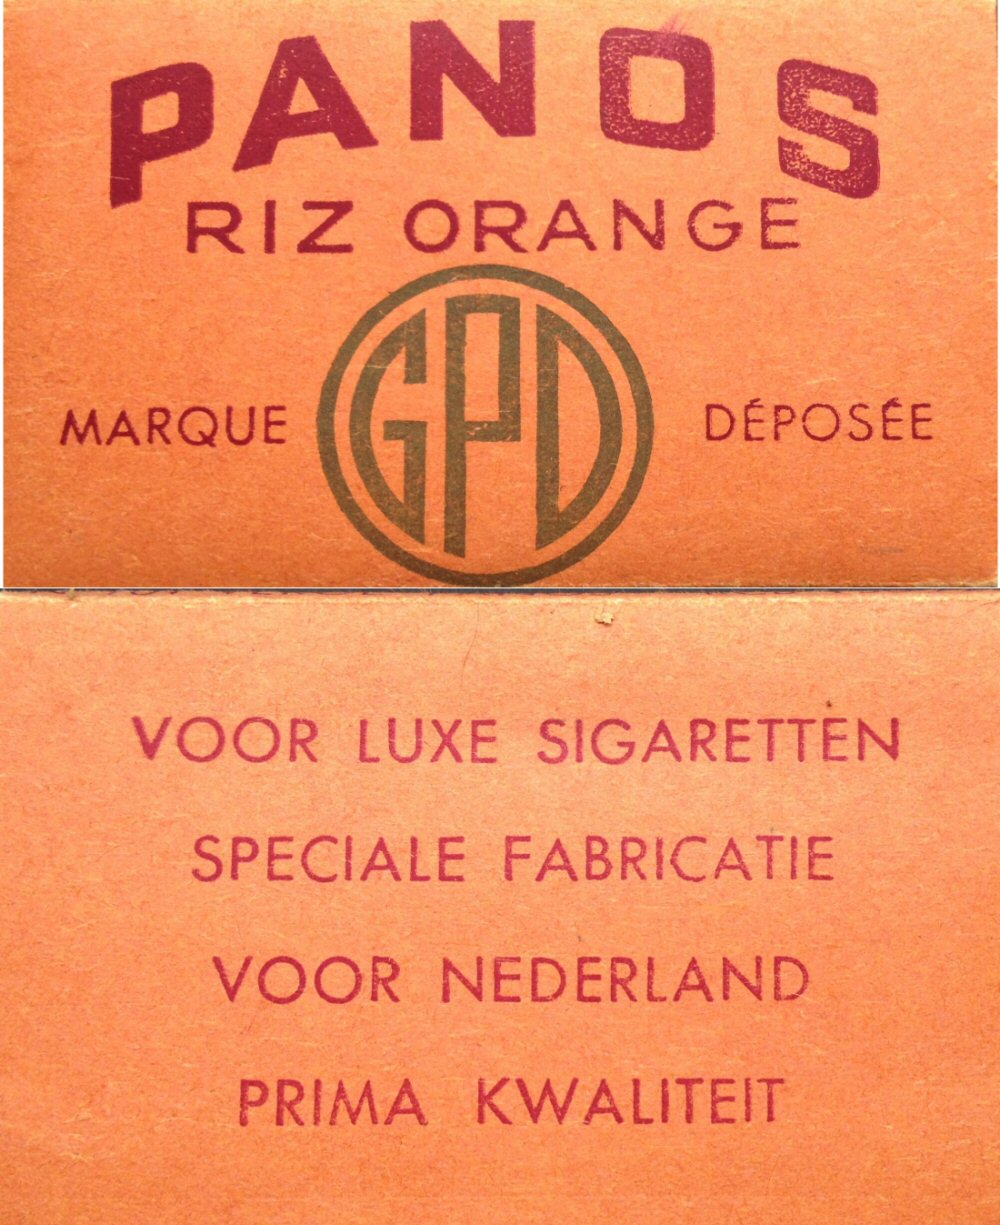 PANOS
RIZ ORANGE
MARQUE GPD DÉPOSÉE
VOOR LUXE SIGARETTEN
SPECIALE FABRICATIE
VOOR NEDERLAND
PRIMA KWALITEIT